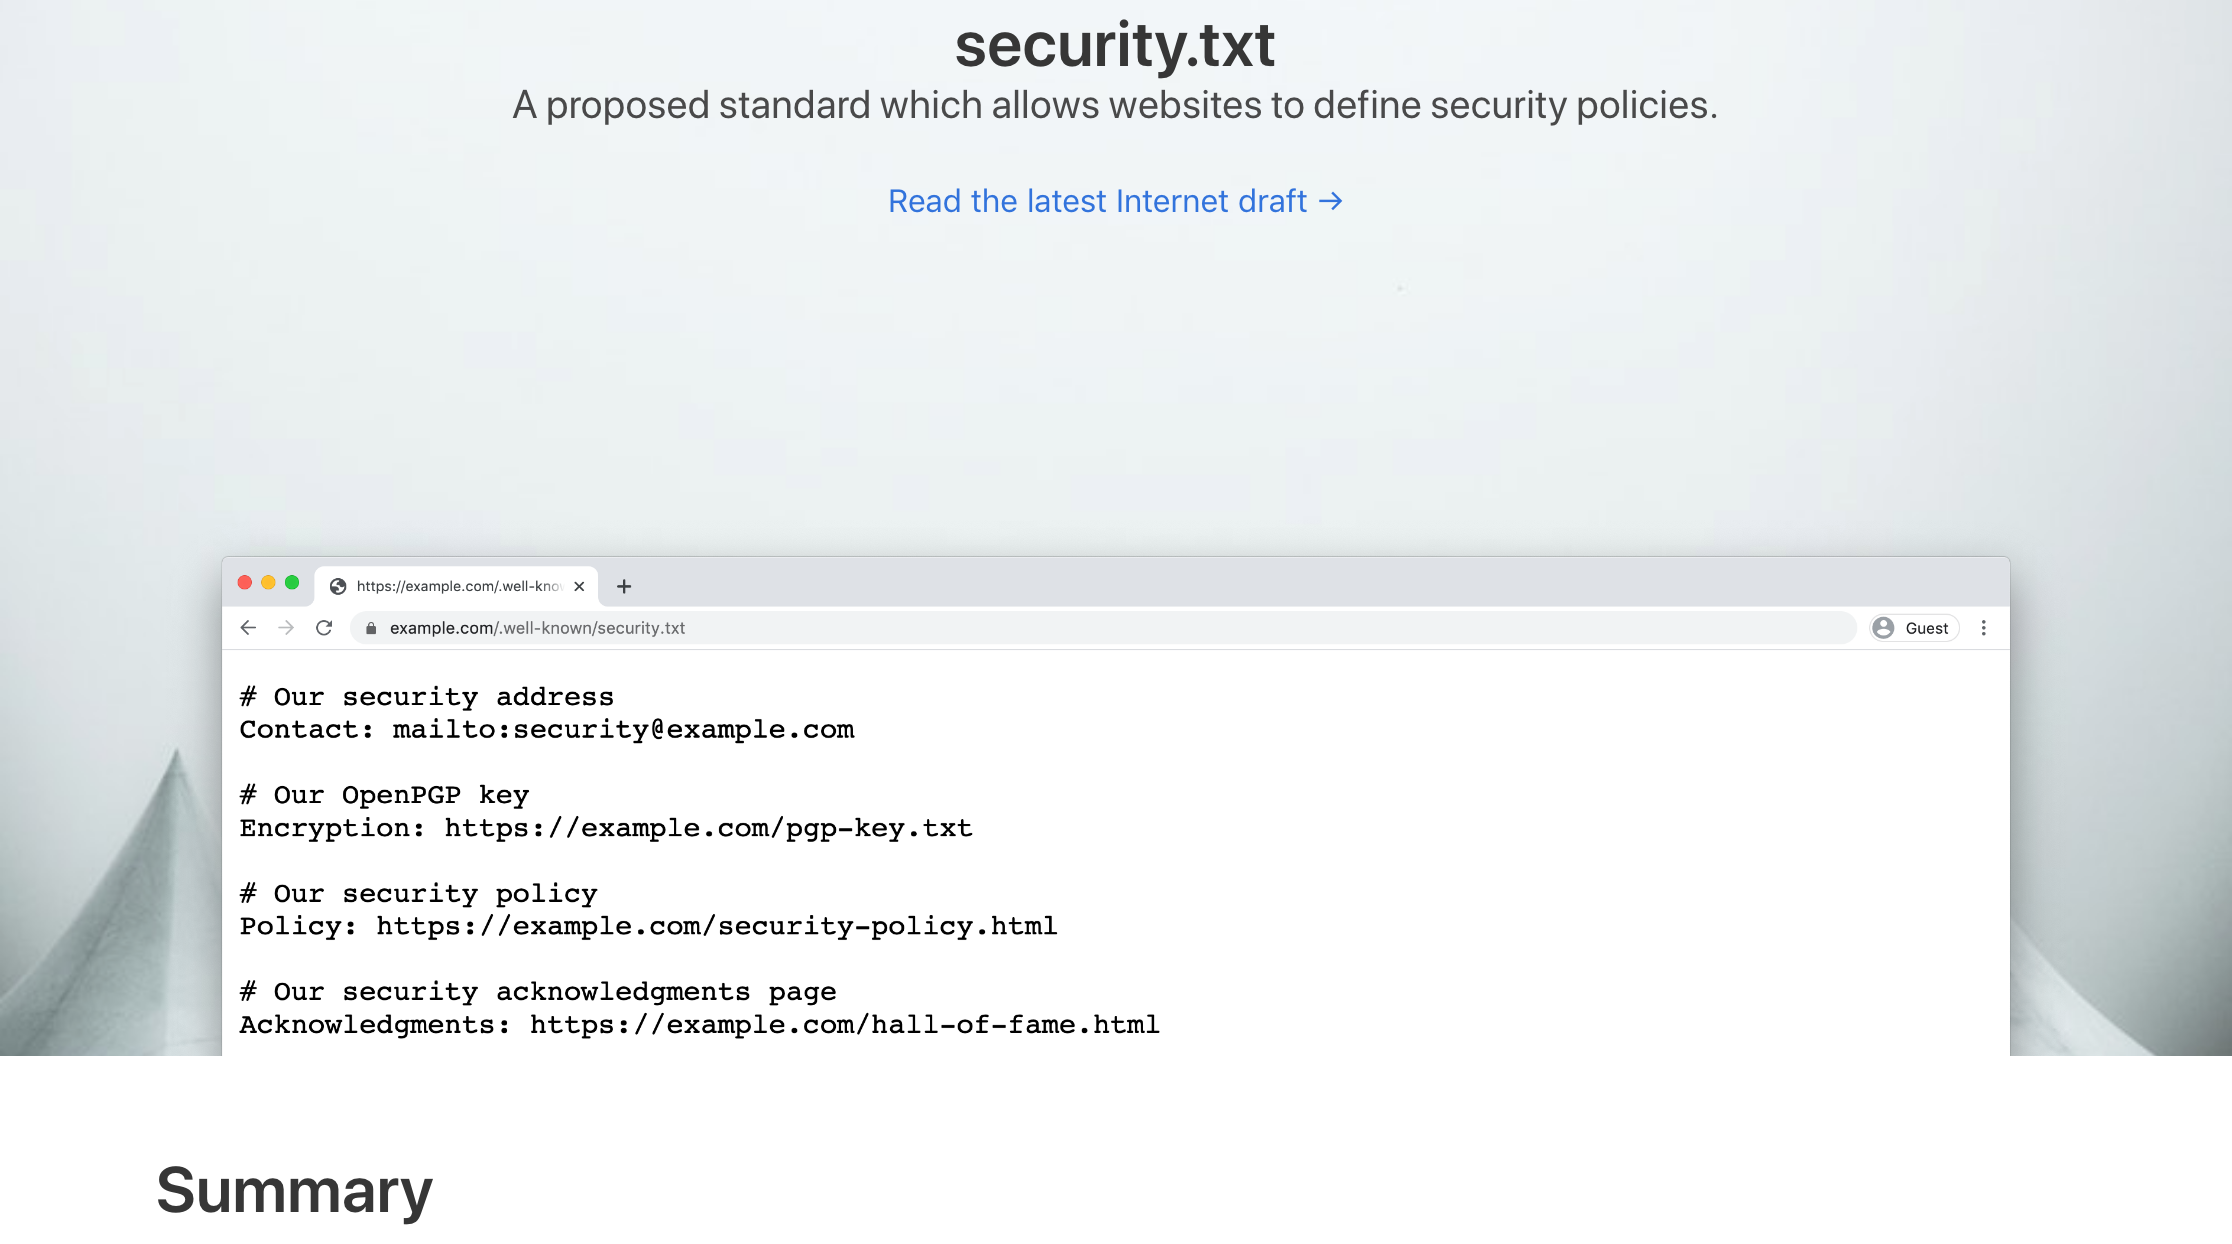 security.txt
A proposed standard which allows websites to define security policies.
Read the latest Internet draft →
https://example.com/.well-kno
example.com/.well-known/security.txt
Guest
# Our security address
Contact: mailto:security@example.com
# Our OpenPGP key
Encryption: https://example.com/pgp-key.txt
# Our security policy
Policy: https://example.com/security-policy.html
# Our security acknowledgments page
Acknowledgments: https://example.com/hall-of-fame.html
Summary